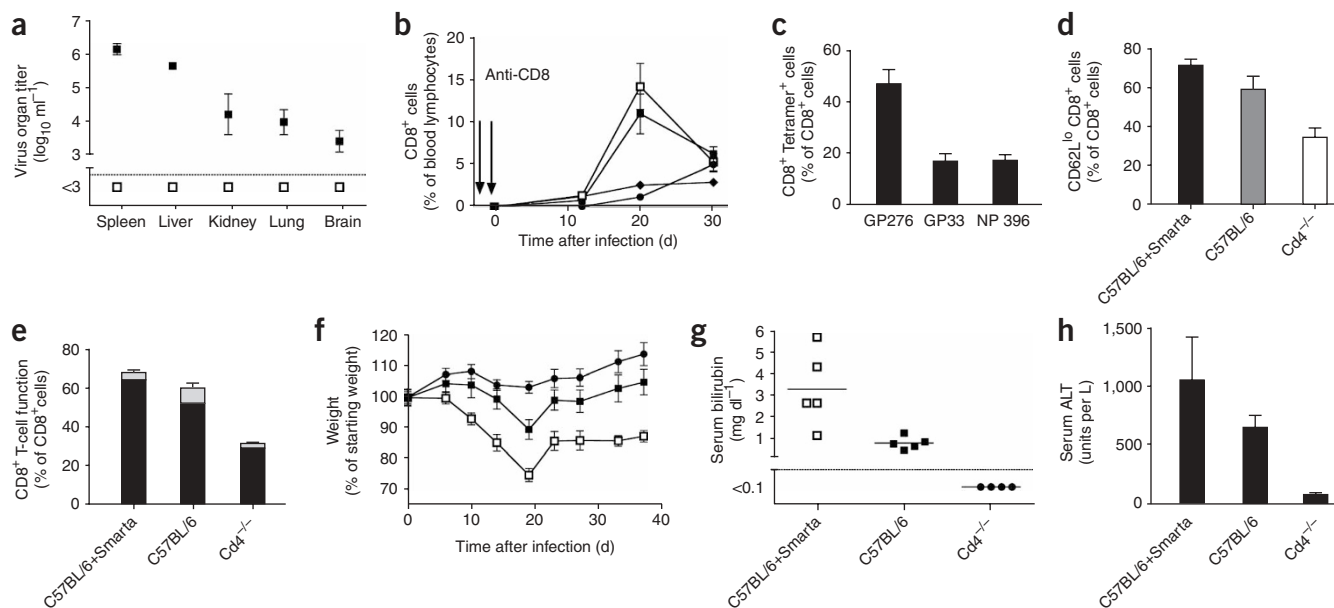 a
Virus organ titer
(log10 ml–1)
7
6
5
4
3
<3
Spleen Liver Kidney Lung Brain
b
CD8+ cells
(% of blood lymphocytes)
20
15
10
5
0
Anti-CD8
0 10 20 30
Time after infection (d)
c
CD8+ Tetramer+ cells
(% of CD8+ cells)
60
40
20
0
GP276 GP33 NP 396
d
CD62Llo CD8+ cells
(% of CD8+ cells)
80
60
40
20
0
C57BL/6+Smarta
C57BL/6
Cd4–/–
e
CD8+ T-cell function
(% of CD8+cells)
80
60
40
20
0
C57BL/6+Smarta
C57BL/6
Cd4–/–
f
Weight
(% of starting weight)
120
110
100
90
80
70
0 10 20 30 40
Time after infection (d)
g
Serum bilirubin
(mg dl–1)
6
5
4
3
2
1
<0.1
C57BL/6+Smarta
C57BL/6
Cd4–/–
h
Serum ALT
(units per L)
1,500
1,000
500
0
C57BL/6+Smarta
C57BL/6
Cd4–/–